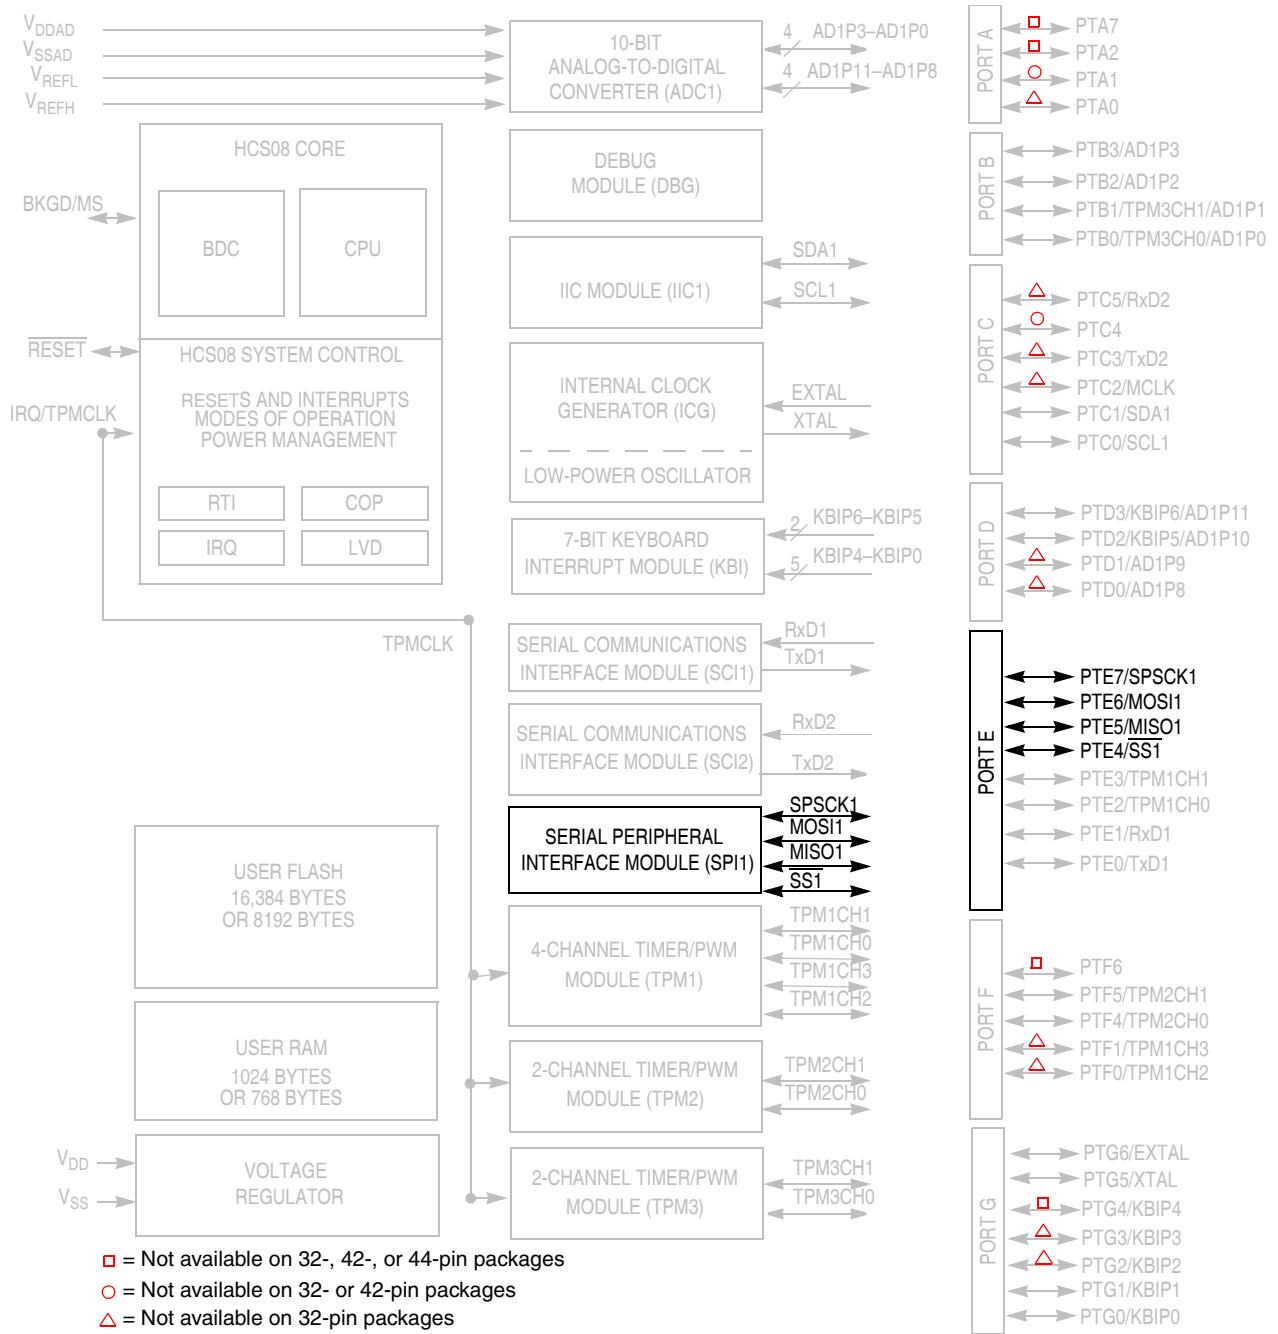 VDDAD
VSSAD
VREFL
VREFH
10-BIT
ANALOG-TO-DIGITAL
CONVERTER (ADC1)
4 AD1P3–AD1P0
4 AD1P11–AD1P8
HCS08 CORE
BDC
CPU
BKGD/MS
DEBUG
MODULE (DBG)
IIC MODULE (IIC1)
SDA1
SCL1
RESET
HCS08 SYSTEM CONTROL
RESETS AND INTERRUPTS
MODES OF OPERATION
POWER MANAGEMENT
IRQ/TPMCLK
RTI
COP
IRQ
LVD
INTERNAL CLOCK
GENERATOR (ICG)
LOW-POWER OSCILLATOR
EXTAL
XTAL
7-BIT KEYBOARD
INTERRUPT MODULE (KBI)
2 KBIP6–KBIP5
5 KBIP4–KBIP0
TPMCLK
SERIAL COMMUNICATIONS
INTERFACE MODULE (SCI1)
RxD1
TxD1
SERIAL COMMUNICATIONS
INTERFACE MODULE (SCI2)
RxD2
TxD2
SERIAL PERIPHERAL
INTERFACE MODULE (SPI1)
SPSCK1
MOSI1
MISO1
SS1
USER FLASH
16,384 BYTES
OR 8192 BYTES
4-CHANNEL TIMER/PWM
MODULE (TPM1)
TPM1CH1
TPM1CH0
TPM1CH3
TPM1CH2
USER RAM
1024 BYTES
OR 768 BYTES
2-CHANNEL TIMER/PWM
MODULE (TPM2)
TPM2CH1
TPM2CH0
VDD
VSS
VOLTAGE
REGULATOR
2-CHANNEL TIMER/PWM
MODULE (TPM3)
TPM3CH1
TPM3CH0
PORT A
PTA7
PTA2
PTA1
PTA0
PORT B
PTB3/AD1P3
PTB2/AD1P2
PTB1/TPM3CH1/AD1P1
PTB0/TPM3CH0/AD1P0
PORT C
PTC5/RxD2
PTC4
PTC3/TxD2
PTC2/MCLK
PTC1/SDA1
PTC0/SCL1
PORT D
PTD3/KBIP6/AD1P11
PTD2/KBIP5/AD1P10
PTD1/AD1P9
PTD0/AD1P8
PORT E
PTE7/SPSCK1
PTE6/MOSI1
PTE5/MISO1
PTE4/SS1
PTE3/TPM1CH1
PTE2/TPM1CH0
PTE1/RxD1
PTE0/TxD1
PORT F
PTF6
PTF5/TPM2CH1
PTF4/TPM2CH0
PTF1/TPM1CH3
PTF0/TPM1CH2
PORT G
PTG6/EXTAL
PTG5/XTAL
PTG4/KBIP4
PTG3/KBIP3
PTG2/KBIP2
PTG1/KBIP1
PTG0/KBIP0
= Not available on 32-, 42-, or 44-pin packages
= Not available on 32- or 42-pin packages
= Not available on 32-pin packages